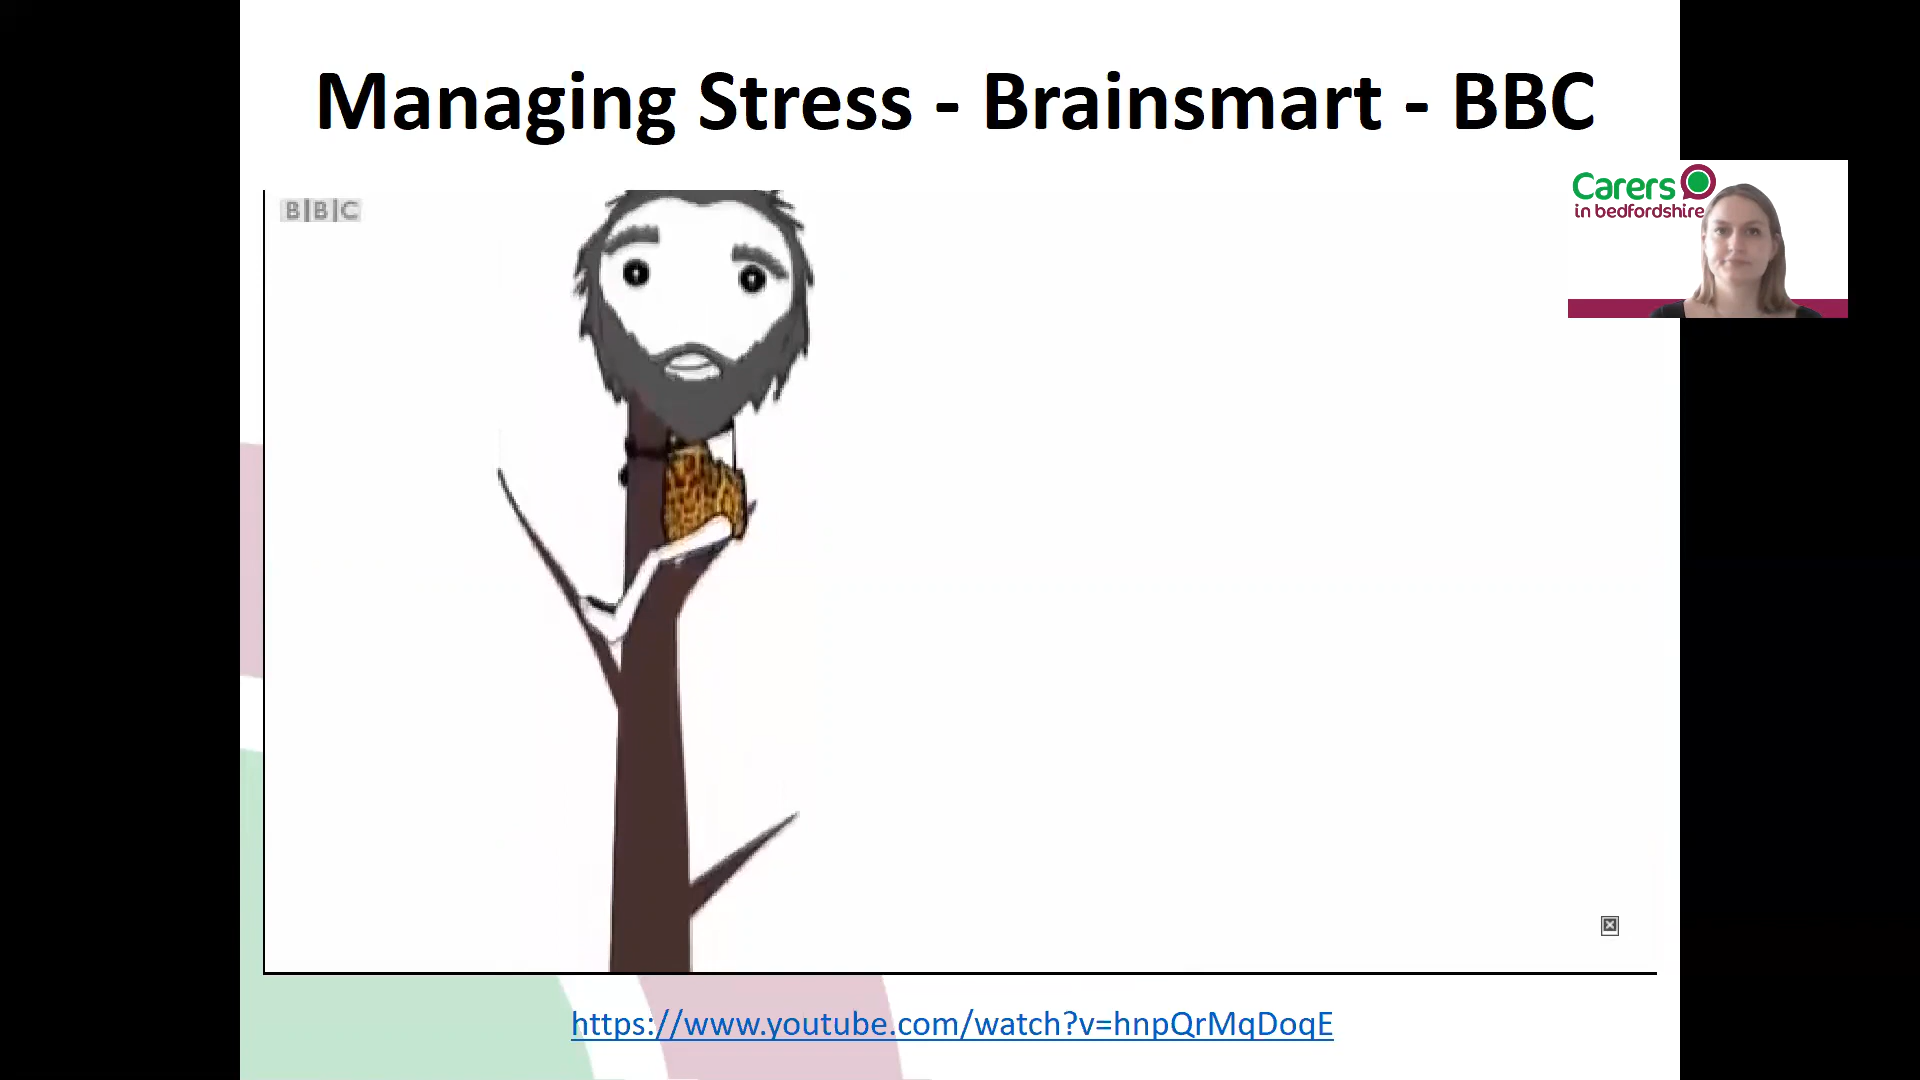 Managing Stress - Brainsmart - BBC
BBC
Carers
in bedfordshire
https://www.youtube.com/watch?v=hnpQrMqDoqE